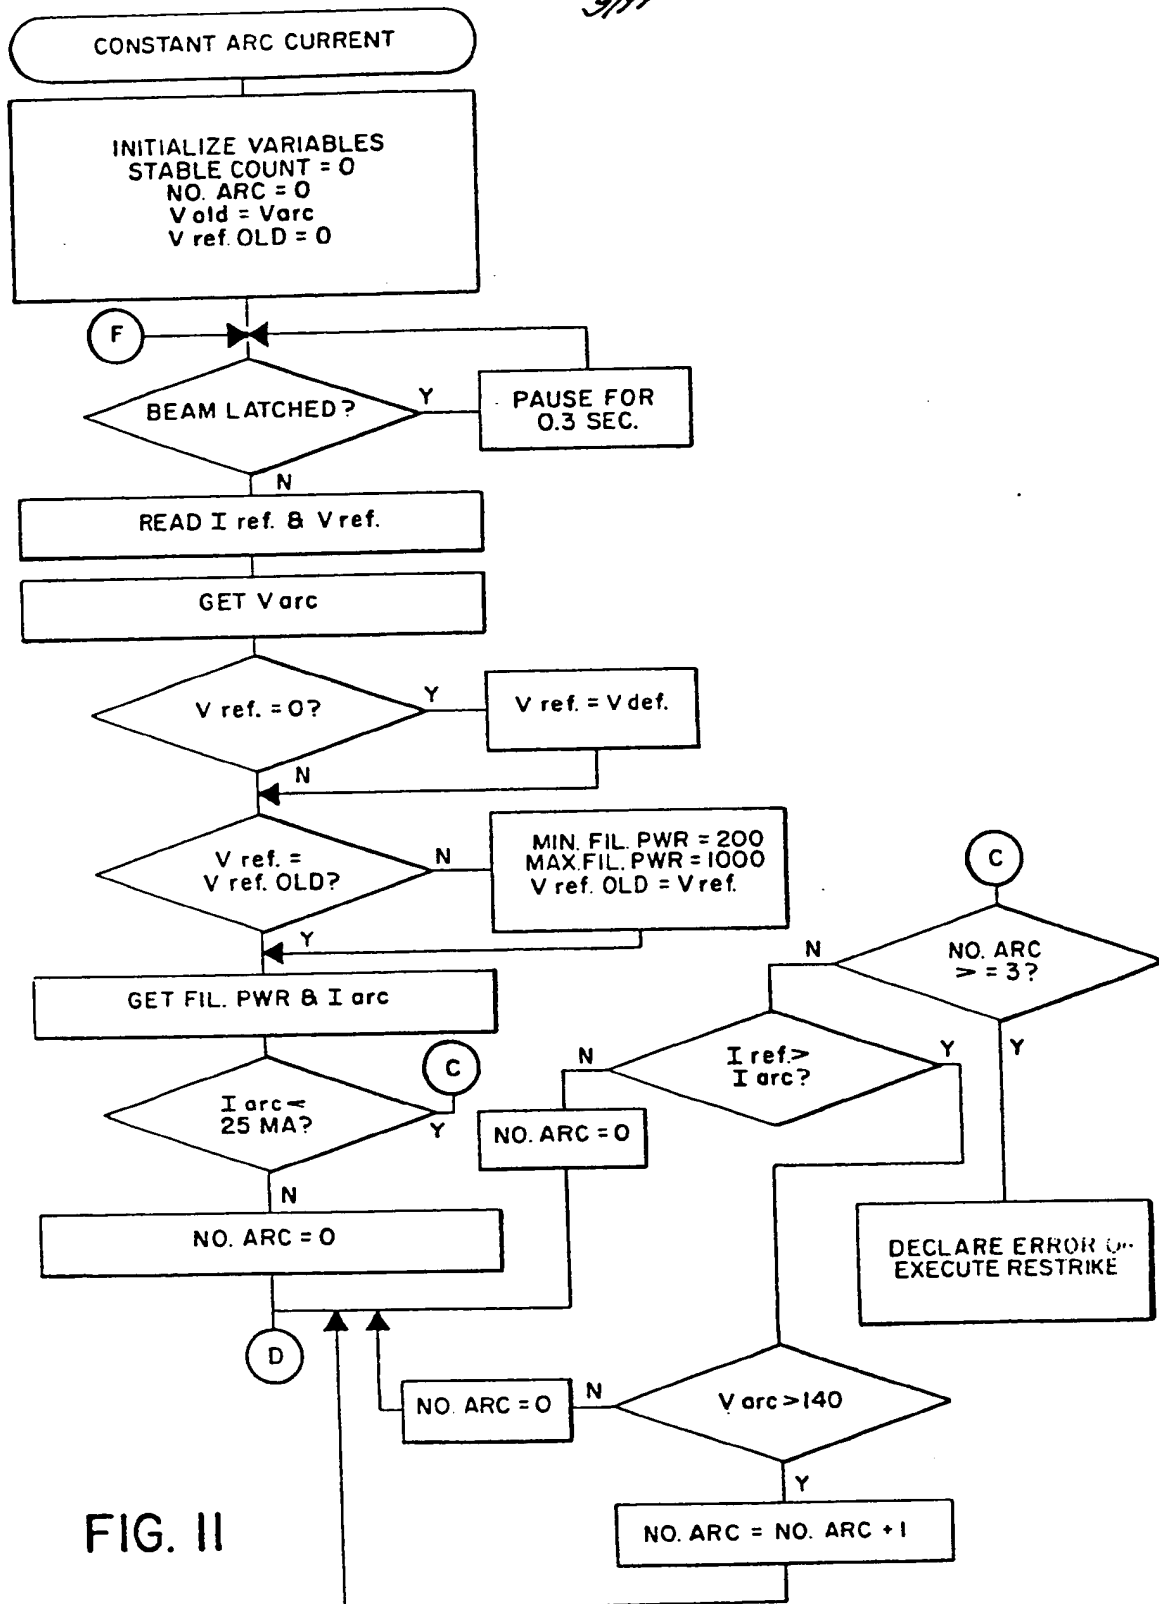 CONSTANT ARC CURRENT
INITIALIZE VARIABLES
STABLE COUNT = 0
NO. ARC = 0
V old = Varc
V ref. OLD = 0
F
BEAM LATCHED?
Y
PAUSE FOR
0.3 SEC.
N
READ I ref. & V ref.
GET V arc
V ref. = 0?
Y
V ref. = V def.
N
V ref. =
V ref. OLD?
N
MIN. FIL. PWR = 200
MAX. FIL. PWR = 1000
V ref. OLD = V ref.
Y
GET FIL. PWR & I arc
I arc <
25 MA?
C
Y
N
NO. ARC = 0
D
C
NO. ARC
> = 3?
N
Y
I ref. >
I arc?
N
Y
NO. ARC = 0
DECLARE ERROR
EXECUTE RESTRIKE
V arc > 140
N
NO. ARC = 0
Y
NO. ARC = NO. ARC + 1
FIG. 11